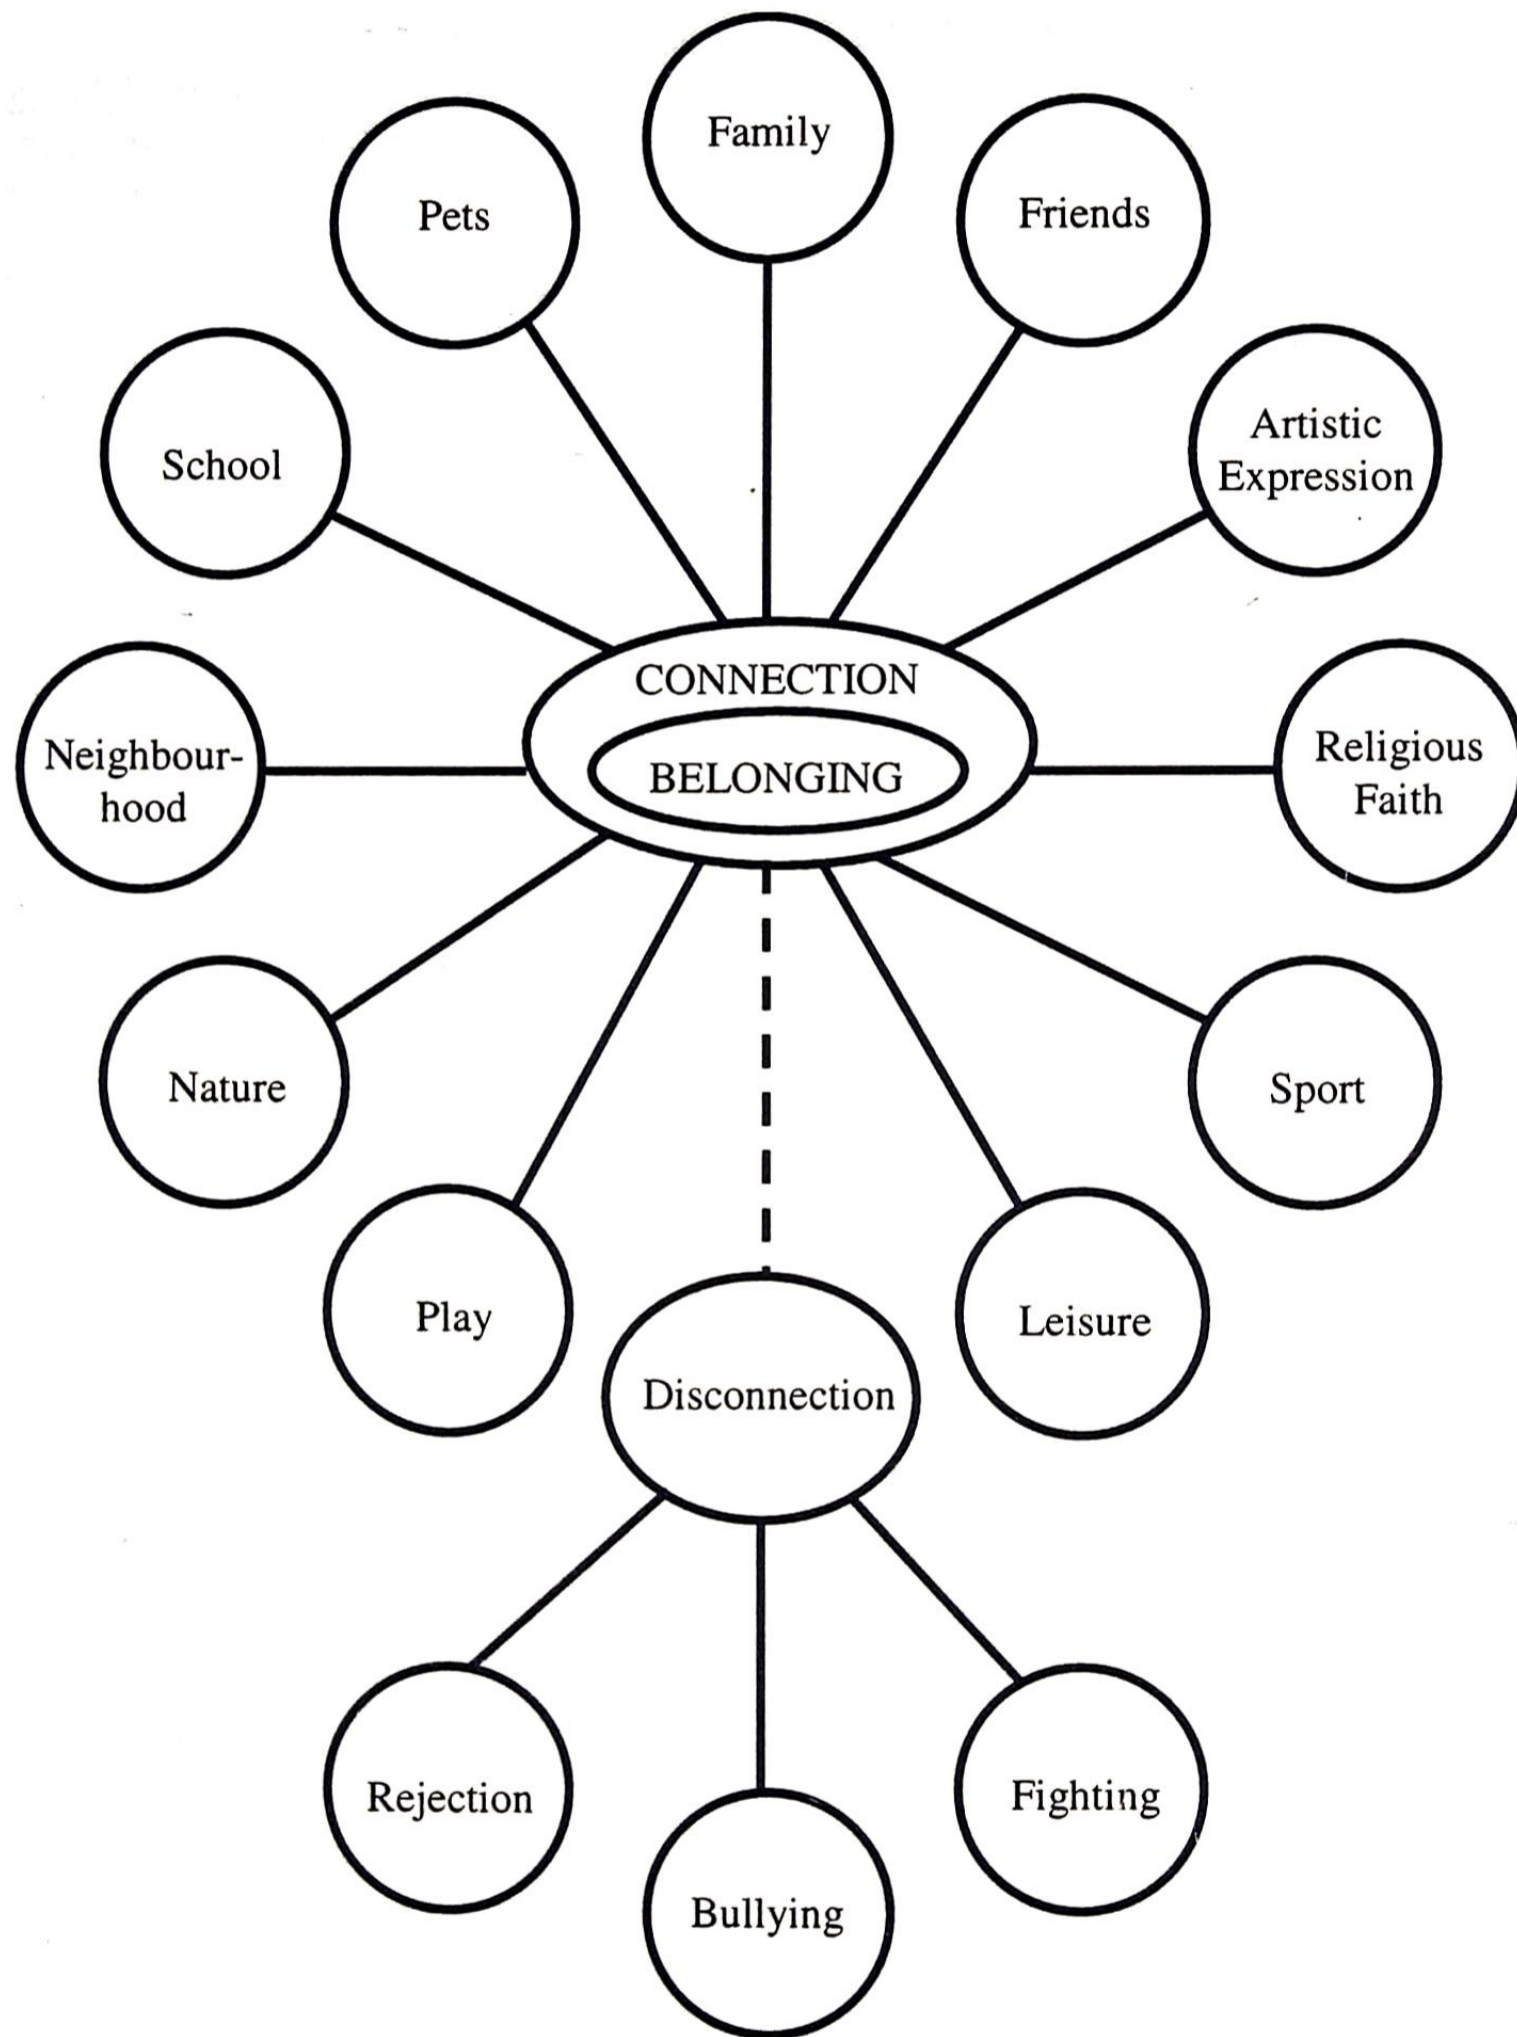 Family
Pets
Friends
School
Artistic
Expression
CONNECTION
BELONGING
Neighbour-
hood
Religious
Faith
Nature
Sport
Play
Leisure
Disconnection
Rejection
Fighting
Bullying